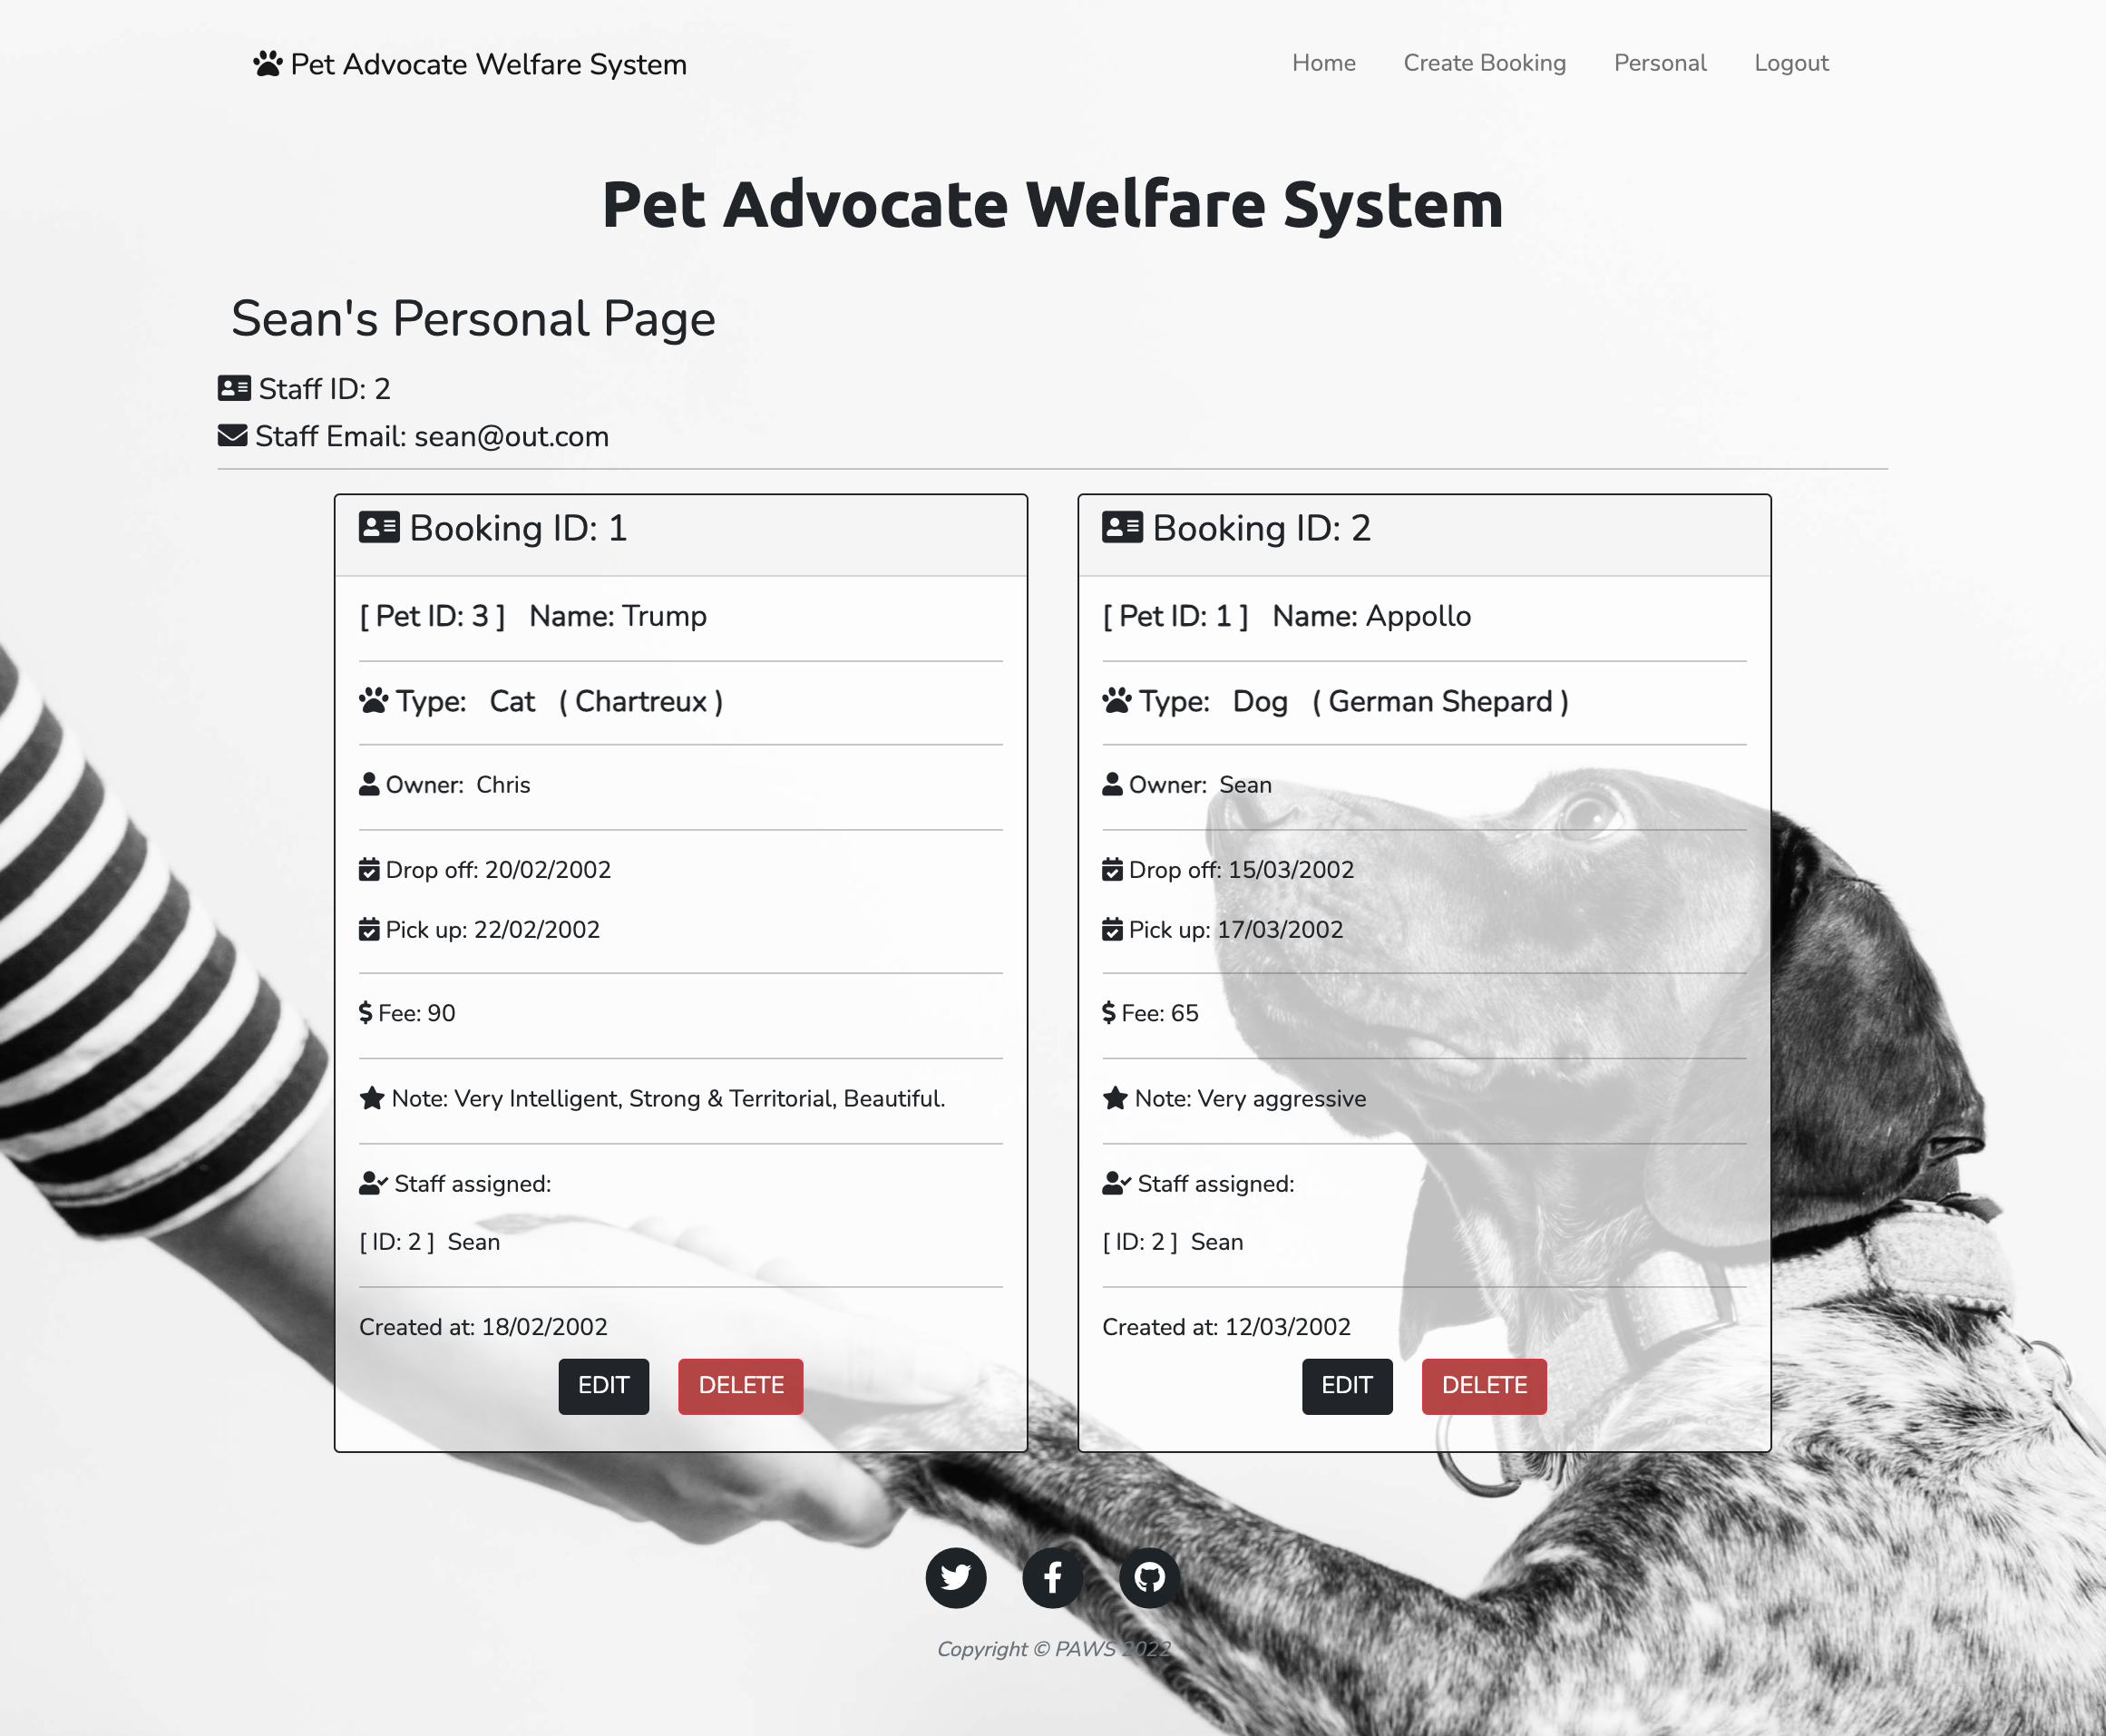 Pet Advocate Welfare System
Home Create Booking Personal Logout
Pet Advocate Welfare System
Sean's Personal Page
Staff ID: 2
Staff Email: sean@out.com
Booking ID: 1
[ Pet ID: 3 ] Name: Trump
Type: Cat ( Chartreux )
Owner: Chris
Drop off: 20/02/2002
Pick up: 22/02/2002
$ Fee: 90
Note: Very Intelligent, Strong & Territorial, Beautiful.
Staff assigned:
[ ID: 2 ] Sean
Created at: 18/02/2002
EDIT DELETE
Booking ID: 2
[ Pet ID: 1 ] Name: Appollo
Type: Dog ( German Shepard )
Owner: Sean
Drop off: 15/03/2002
Pick up: 17/03/2002
$ Fee: 65
Note: Very aggressive
Staff assigned:
[ ID: 2 ] Sean
Created at: 12/03/2002
EDIT DELETE
Copyright © PAWS 2022